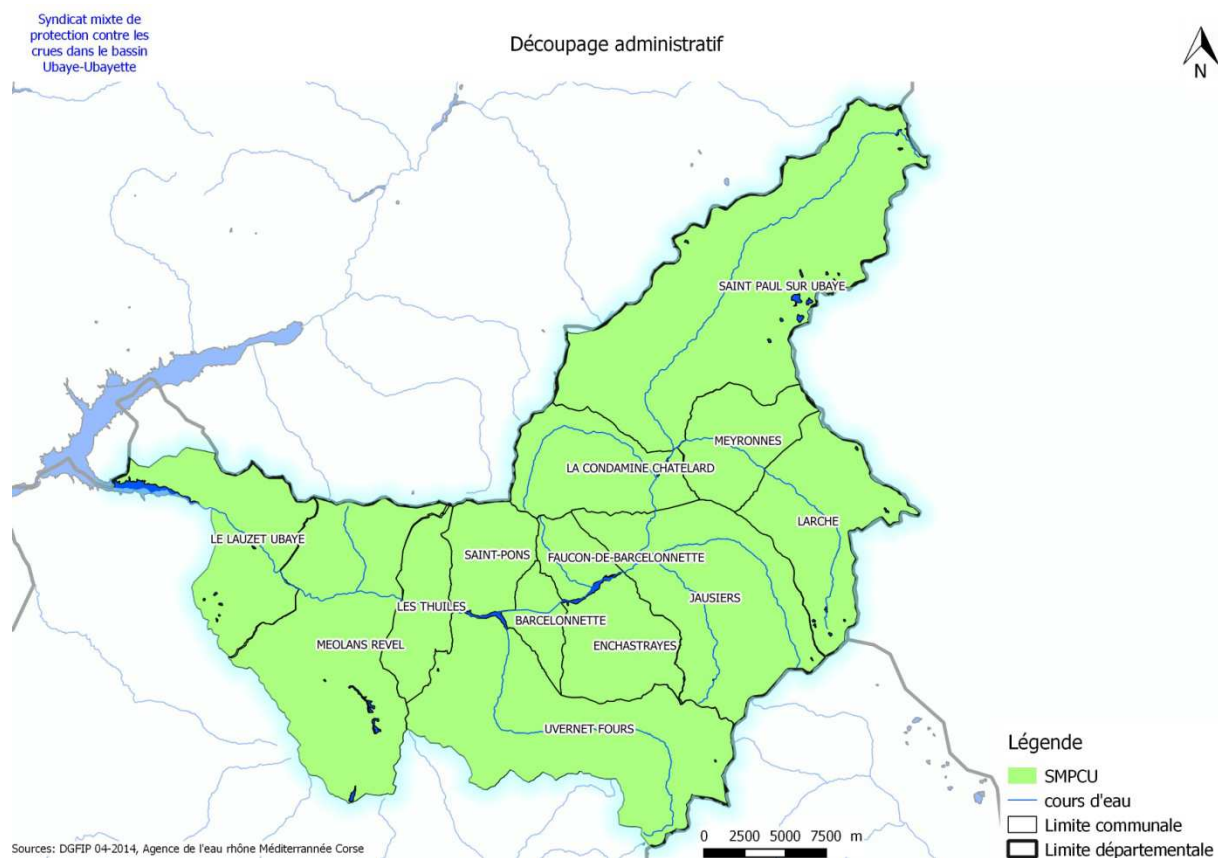 Syndicat mixte de
protection contre les
crues dans le bassin
Ubaye-Ubayette
Découpage administratif
N
SAINT PAUL SUR UBAYE
MEYRONNES
LA CONDAMINE CHATELARD
LARCHE
LE LAUZET UBAYE
SAINT-PONS
FAUCON-DE-BARCELONNETTE
JAUSIERS
LES THUILES
BARCELONNETTE
MEOLANS REVEL
ENCHASTRAYES
UVERNET-FOURS
Légende
SMPCU
cours d'eau
Limite communale
Limite départementale
0 2500 5000 7500 m
Sources: DGFIP 04-2014, Agence de l'eau rhône Méditerrannée Corse